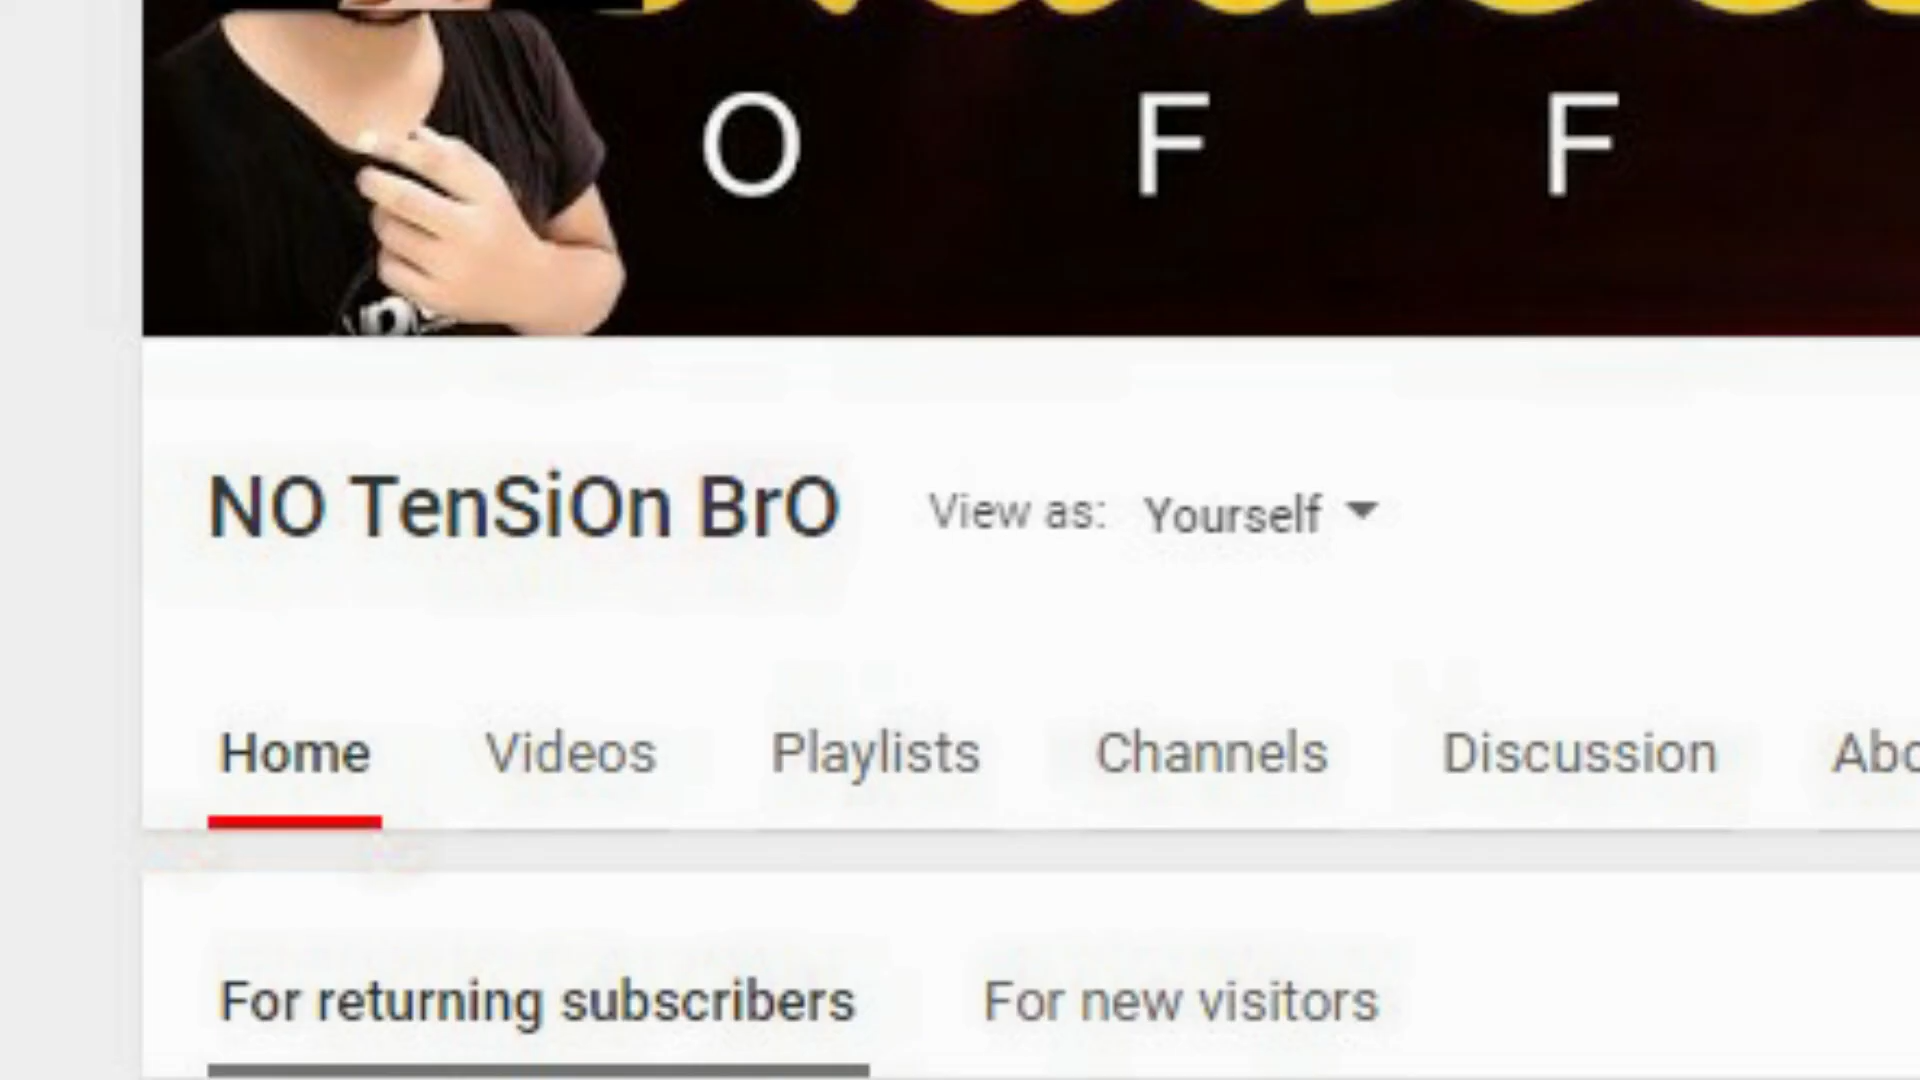 O F F
NO TenSiOn BrO View as: Yourself
Home Videos Playlists Channels Discussion
For returning subscribers For new visitors